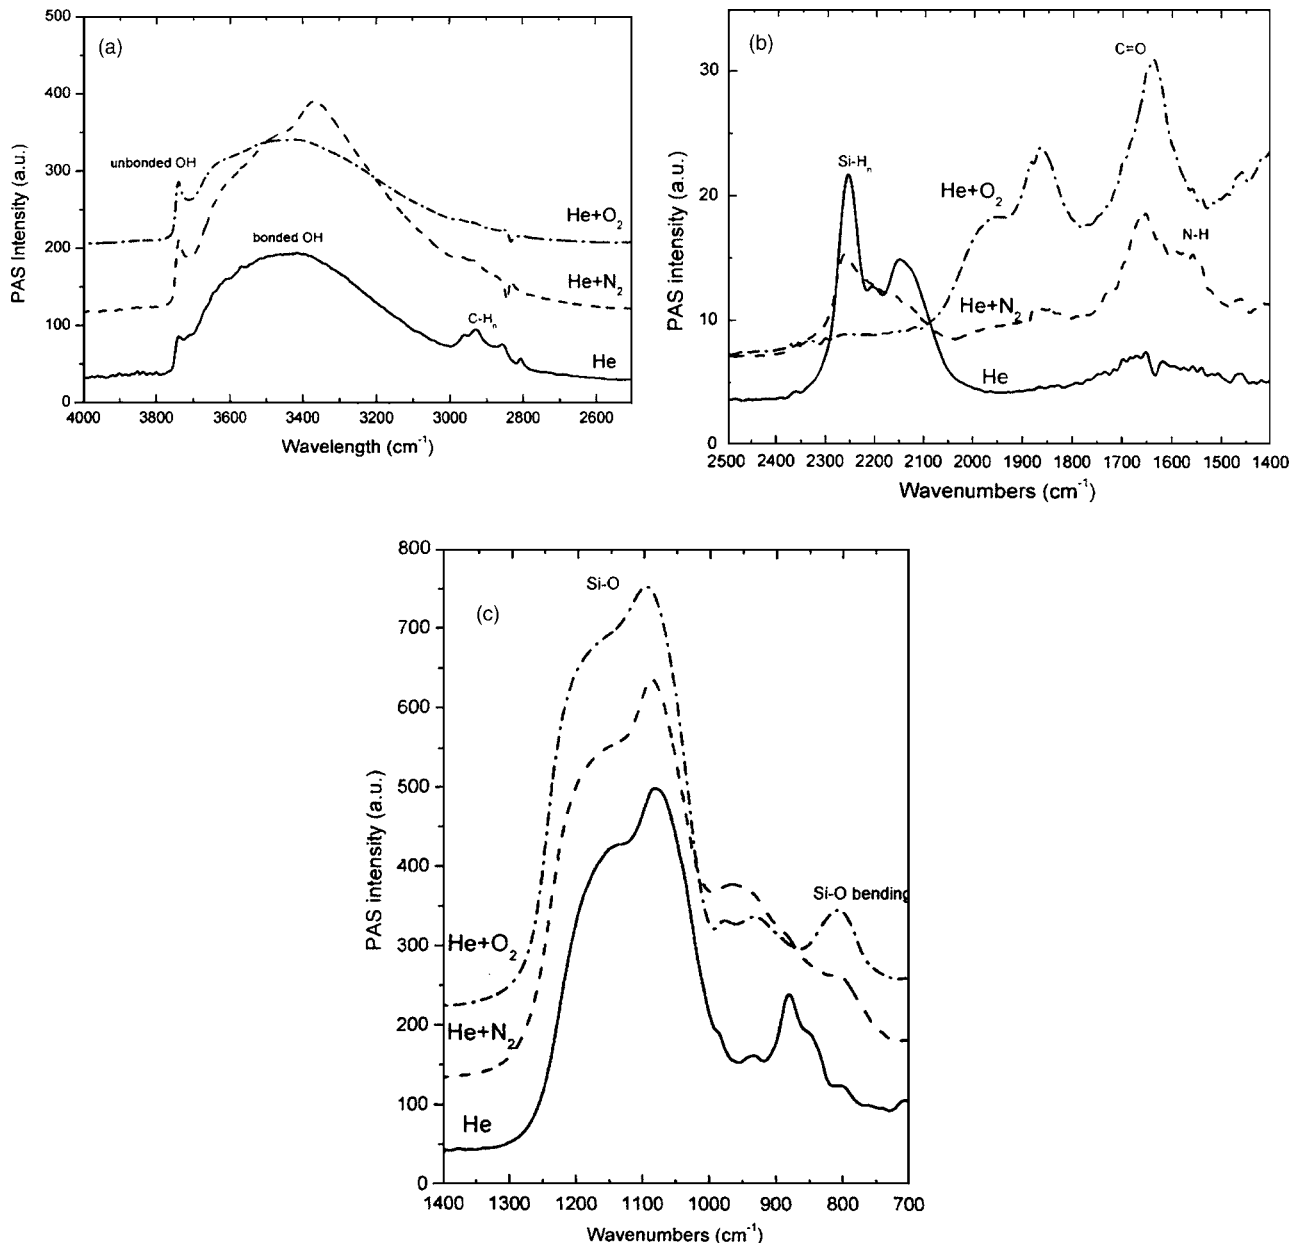 (a)
500
400
300
200
100
0
PAS Intensity (a.u.)
unbonded OH
bonded OH
C-Hₙ
He+O₂
He+N₂
He
4000 3800 3600 3400 3200 3000 2800 2600
Wavelength (cm⁻¹)
(b)
30
20
10
0
PAS intensity (a.u.)
C=O
Si-Hₙ
He+O₂
N-H
He+N₂
He
2500 2400 2300 2200 2100 2000 1900 1800 1700 1600 1500 1400
Wavenumbers (cm⁻¹)
(c)
800
700
600
500
400
300
200
100
0
PAS intensity (a.u.)
Si-O
Si-O bending
He+O₂
He+N₂
He
1400 1300 1200 1100 1000 900 800 700
Wavenumbers (cm⁻¹)